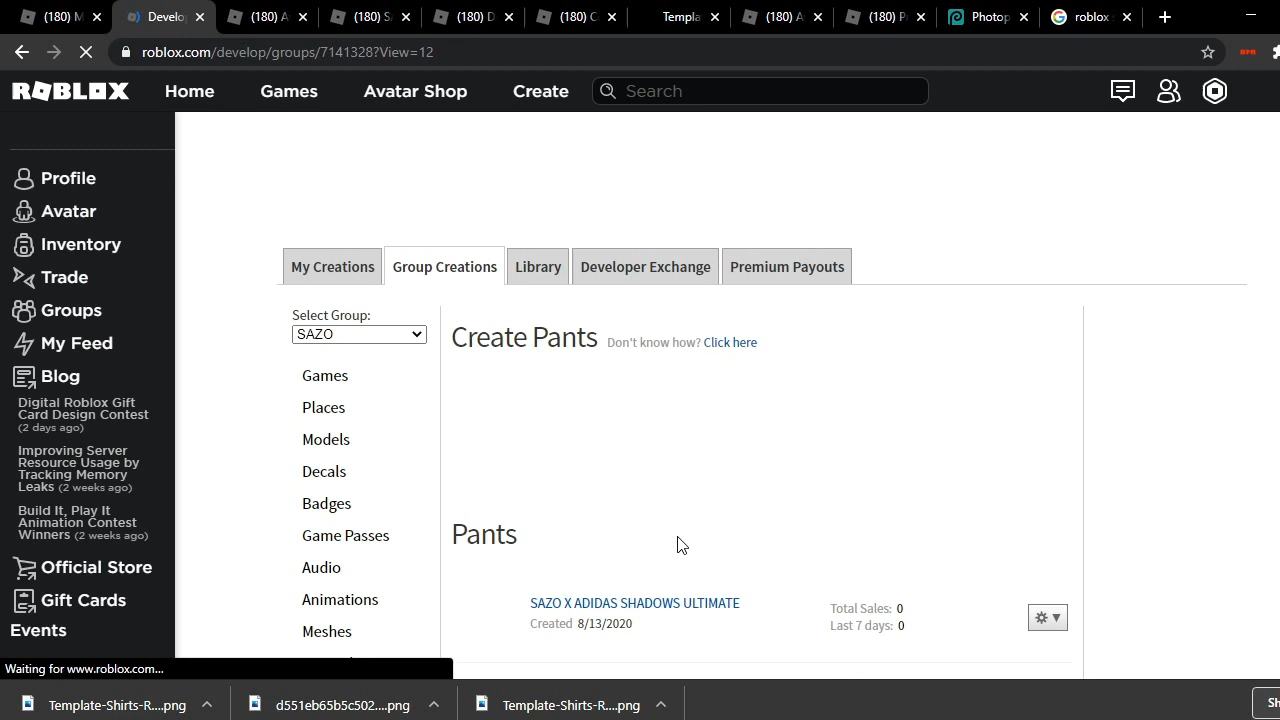 (180) M
Develo
(180) A
(180) S
(180) D
(180) C
Templa
(180) A
(180) P
Photop
roblox
roblox.com/develop/groups/7141328?View=12
ROBLOX
Home
Games
Avatar Shop
Create
Search
Profile
Avatar
Inventory
Trade
Groups
My Feed
Blog
Digital Roblox Gift
Card Design Contest
(2 days ago)
Improving Server
Resource Usage by
Tracking Memory
Leaks (2 weeks ago)
Build It, Play It
Animation Contest
Winners (2 weeks ago)
Official Store
Gift Cards
Events
My Creations
Group Creations
Library
Developer Exchange
Premium Payouts
Select Group:
SAZO
Games
Places
Models
Decals
Badges
Game Passes
Audio
Animations
Meshes
Create Pants Don't know how? Click here
Pants
SAZO X ADIDAS SHADOWS ULTIMATE
Created 8/13/2020
Total Sales: 0
Last 7 days: 0
Waiting for www.roblox.com...
Template-Shirts-R....png
d551eb65b5c502....png
Template-Shirts-R....png
Sh